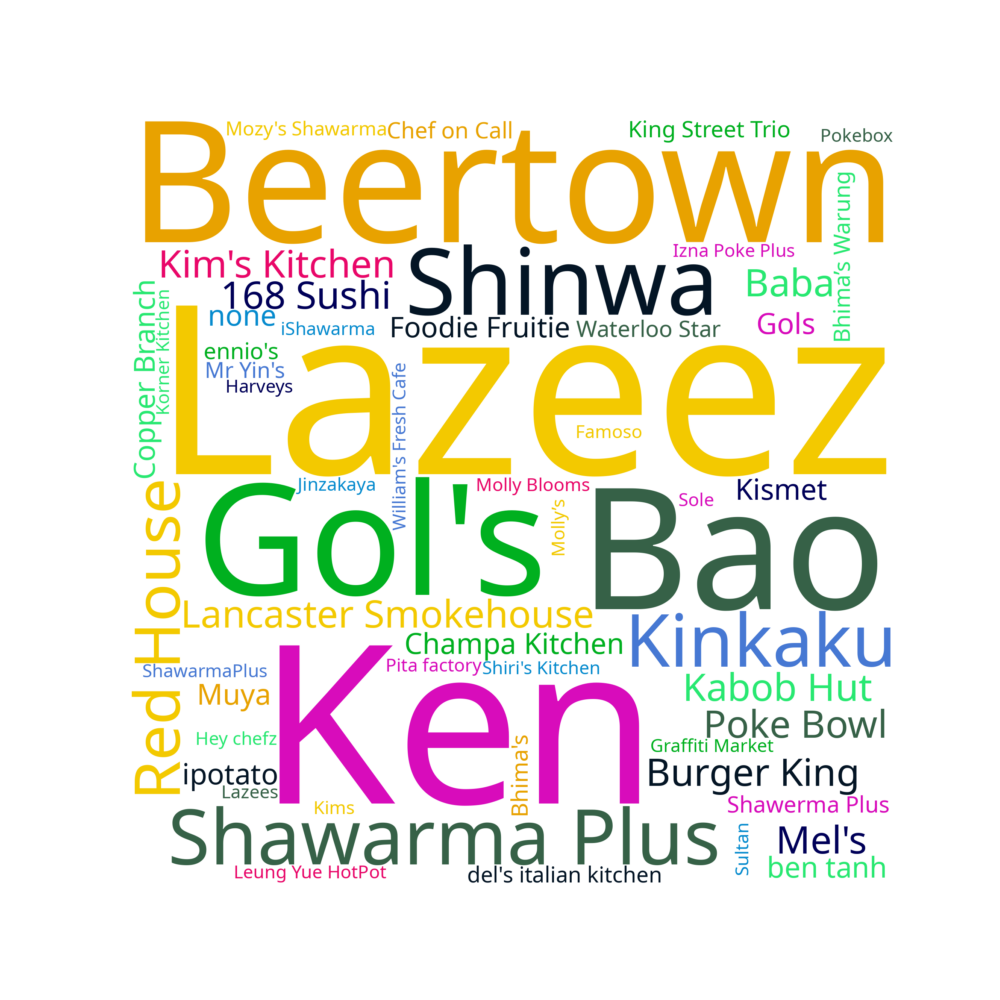 Mozy's Shawarma
Chef on Call
King Street Trio
Pokebox
Beertown
Bhima's Warung
Izna Poke Plus
Kim's Kitchen
Shinwa
Baba
168 Sushi
none
iShawarma
Foodie Fruitie
Waterloo Star
Gols
Copper Branch
Korner Kitchen
ennio's
Mr Yin's
Harveys
Lazeez
William's Fresh Cafe
Famoso
Jinzakaya
Molly Blooms
Sole
Kismet
Gol's
Molly's
Bao
Red House
Lancaster Smokehouse
Kinkaku
Champa Kitchen
Pita factory
Shiri's Kitchen
ShawarmaPlus
Ken
Kabob Hut
Muya
Poke Bowl
Hey chefz
Bhima's
Graffiti Market
ipotato
Burger King
Lazees
Kims
Shawerma Plus
Shawarma Plus
Sultan
Mel's
Leung Yue HotPot
del's italian kitchen
ben tanh